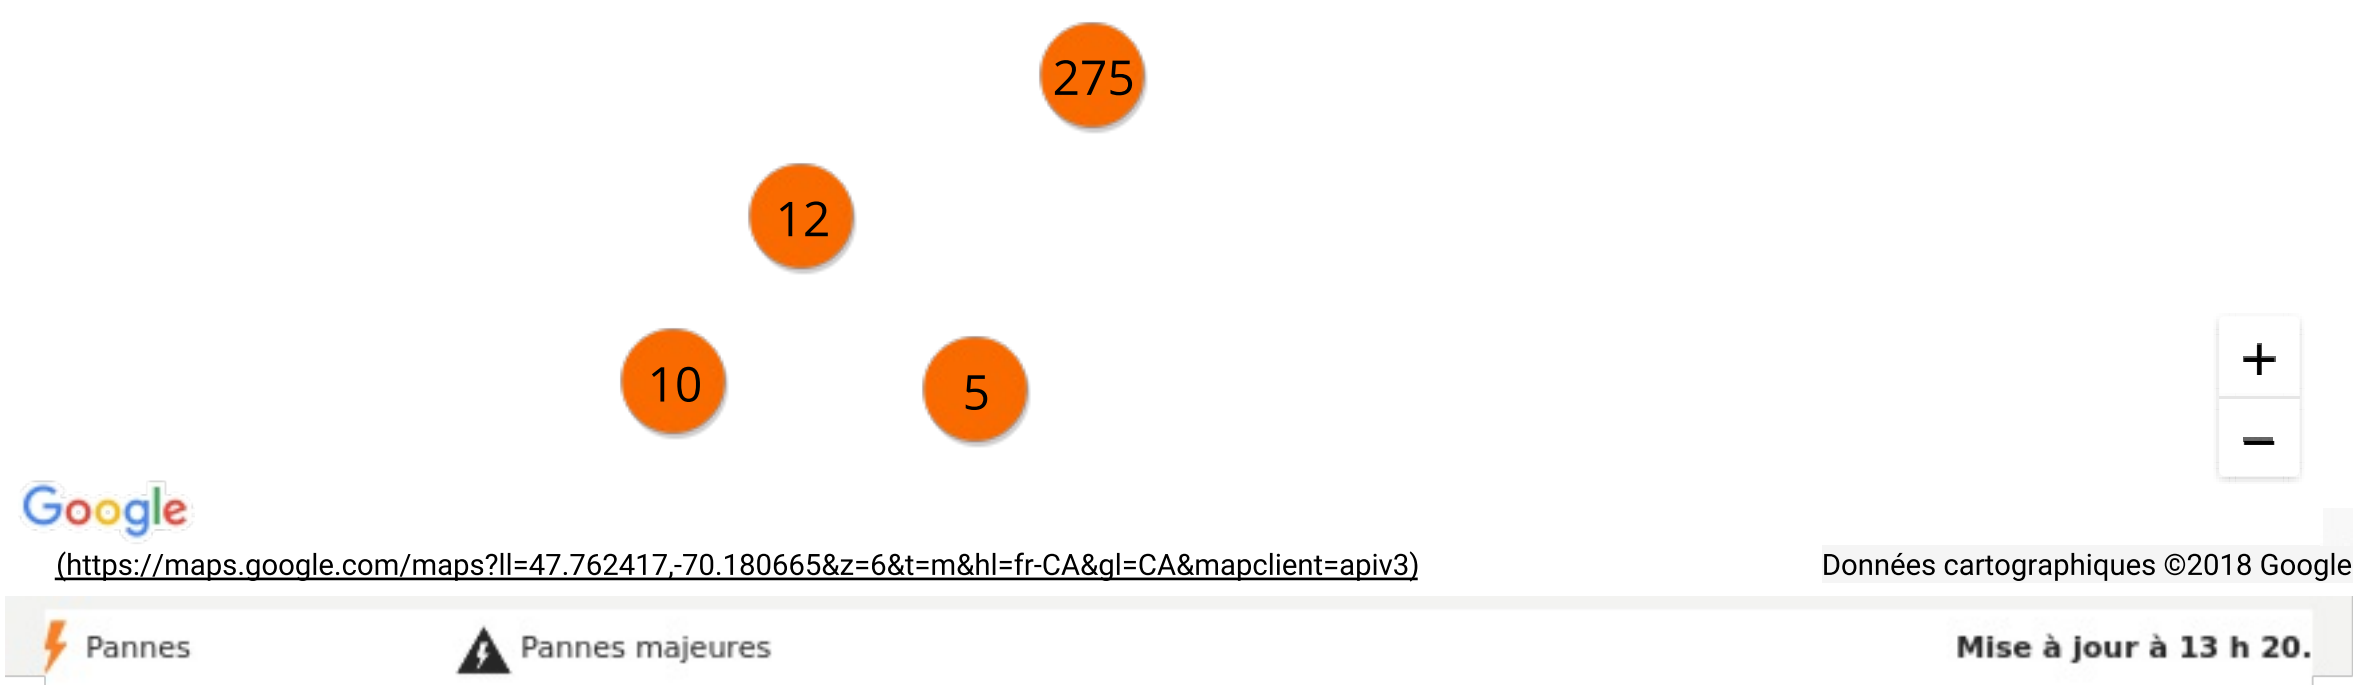 275
12
10
5
+
−
Google
(https://maps.google.com/maps?ll=47.762417,-70.180665&z=6&t=m&hl=fr-CA&gl=CA&mapclient=apiv3)
Données cartographiques ©2018 Google
Pannes
Pannes majeures
Mise à jour à 13 h 20.